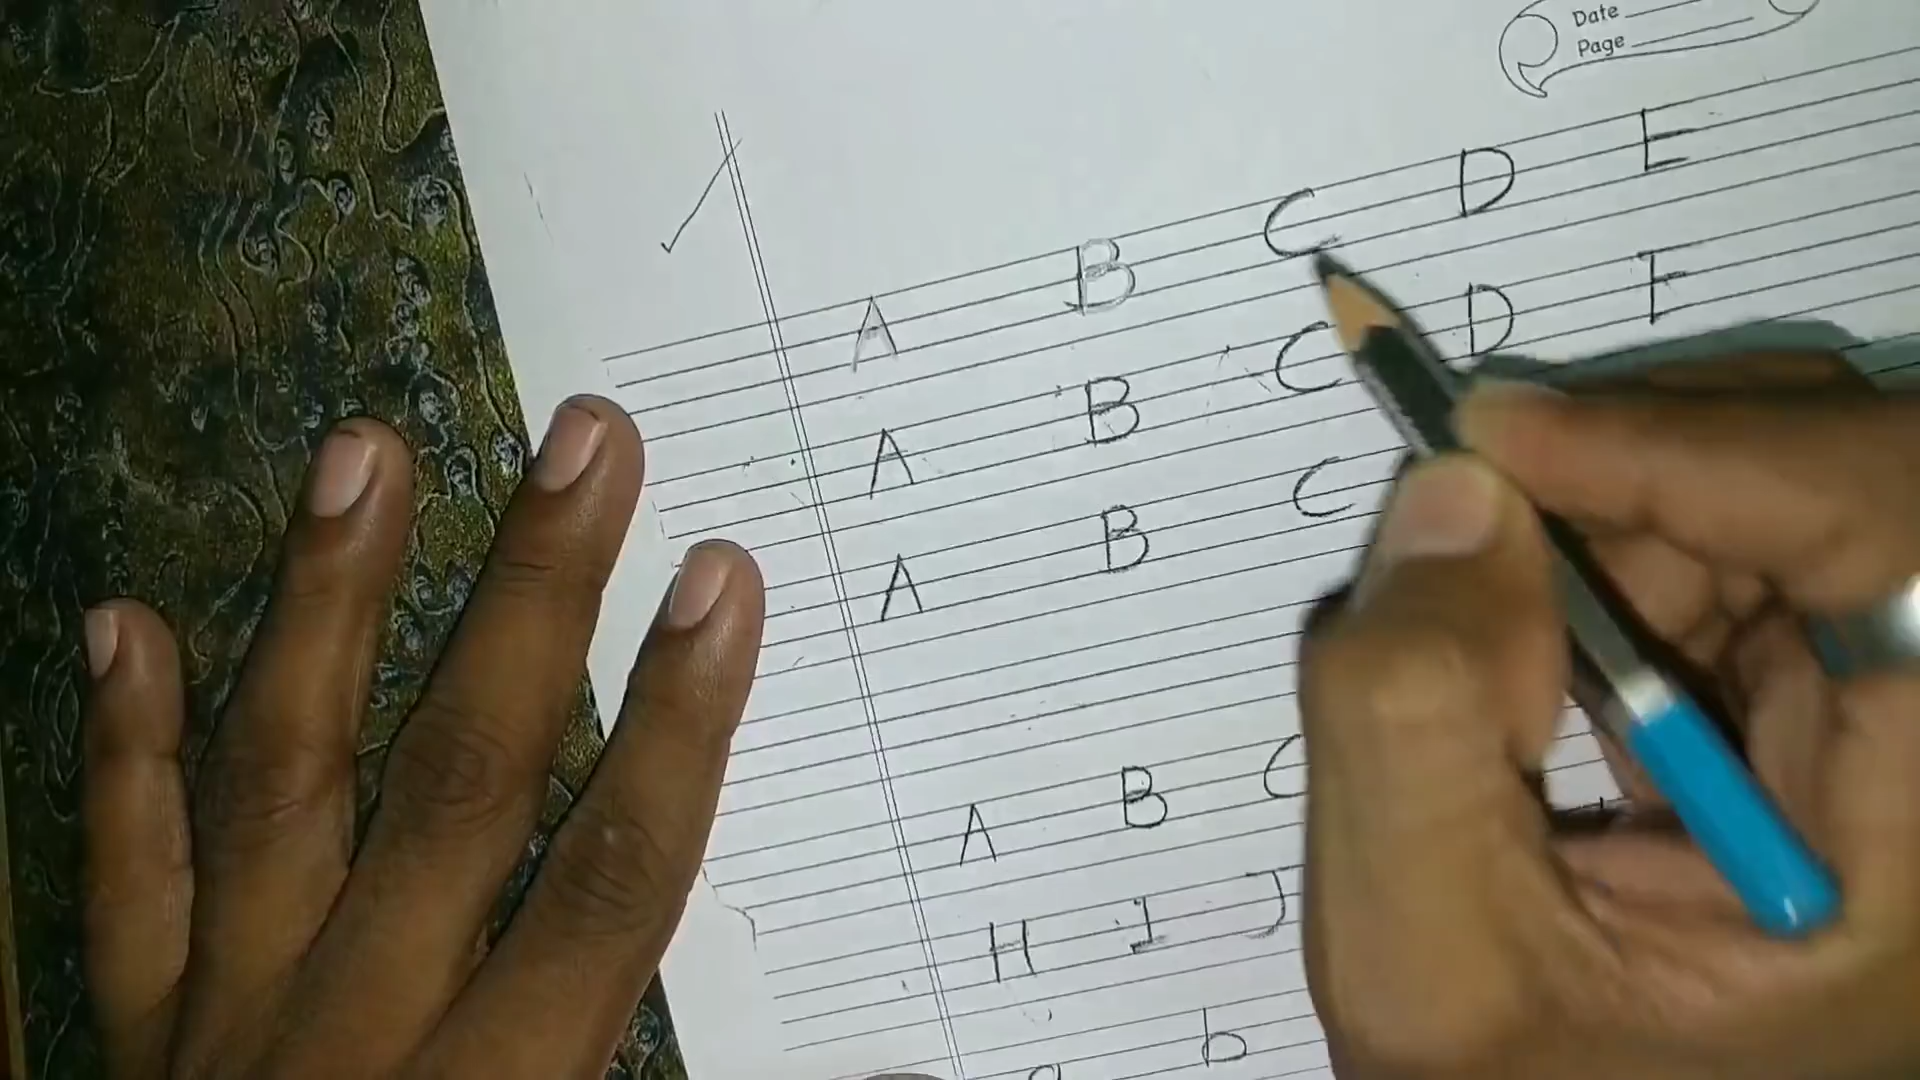 Date
Page
A B C D E
A B C D E
A B C
A B C
H I J
a b